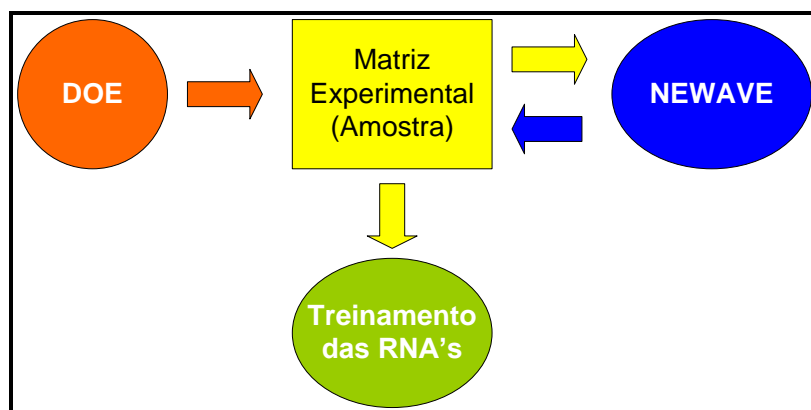 DOE
Matriz
Experimental
(Amostra)
NEWAVE
Treinamento
das RNA's